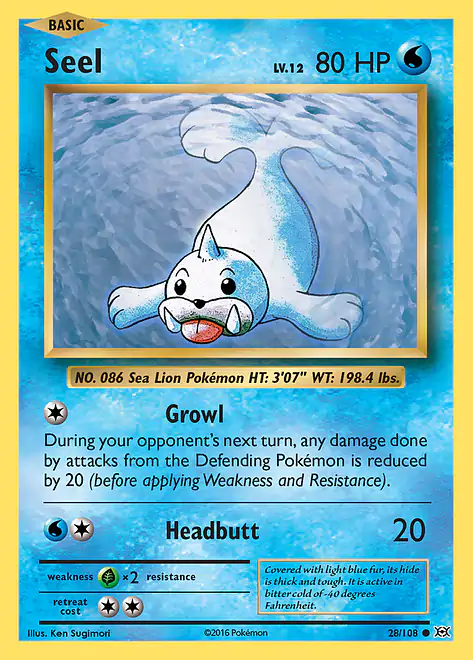 BASIC
Seel LV.12 80 HP
NO. 086 Sea Lion Pokémon HT: 3'07" WT: 198.4 lbs.
Growl
During your opponent's next turn, any damage done
by attacks from the Defending Pokémon is reduced
by 20 (before applying Weakness and Resistance).
Headbutt 20
weakness ×2 resistance
retreat
cost
Covered with light blue fur, its hide
is thick and tough. It is active in
bitter cold of -40 degrees
Fahrenheit.
Illus. Ken Sugimori ©2016 Pokémon 28/108